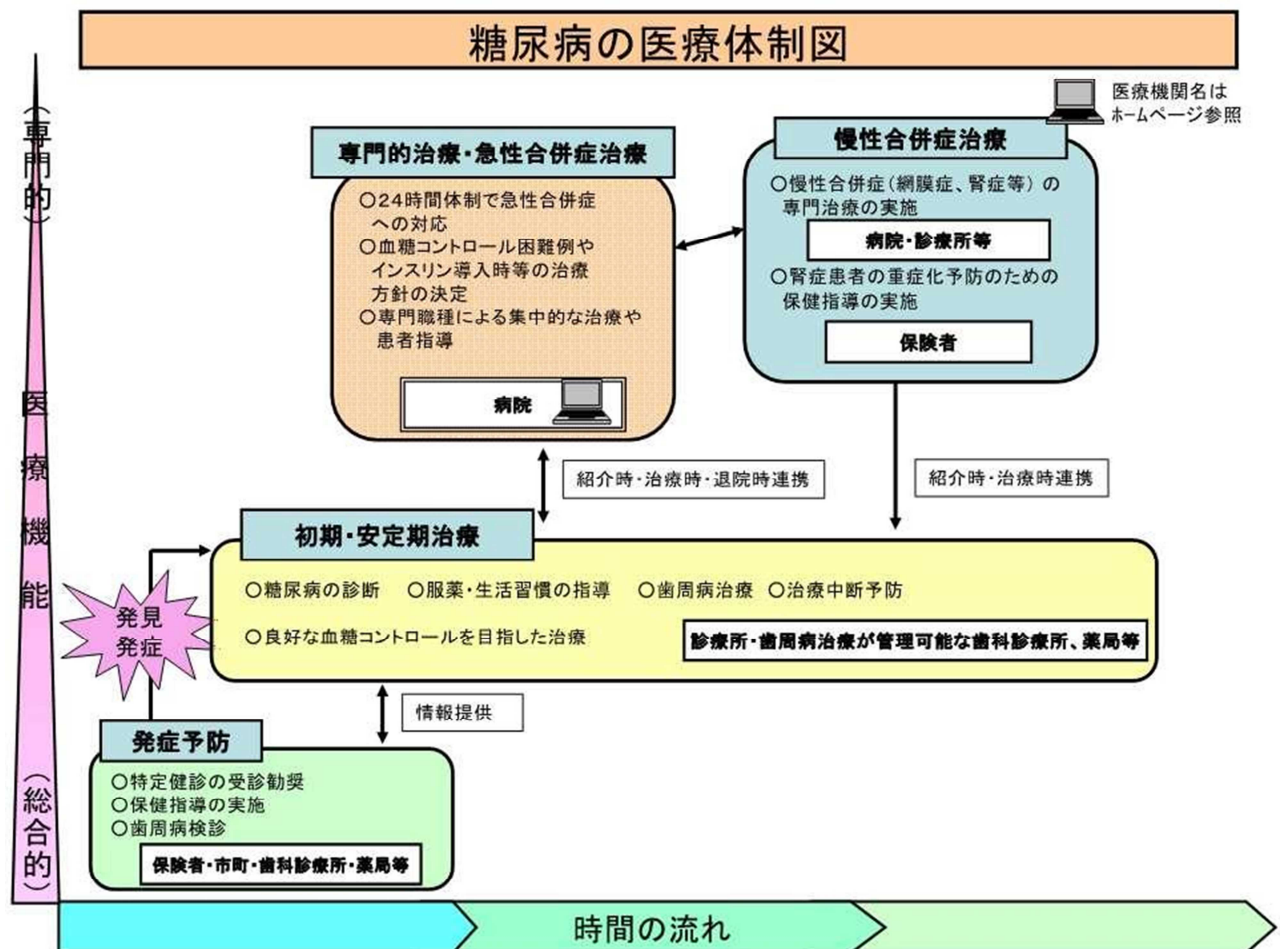 糖尿病の医療体制図
医療機関名は
ホームページ参照
(専門的)
医療機能
(総合的)
専門的治療・急性合併症治療
○24時間体制で急性合併症
への対応
○血糖コントロール困難例や
インスリン導入時等の治療
方針の決定
○専門職種による集中的な治療や
患者指導
病院
慢性合併症治療
○慢性合併症(網膜症、腎症等)の
専門治療の実施
病院・診療所等
○腎症患者の重症化予防のための
保健指導の実施
保険者
紹介時・治療時・退院時連携
紹介時・治療時連携
初期・安定期治療
○糖尿病の診断 ○服薬・生活習慣の指導 ○歯周病治療 ○治療中断予防
○良好な血糖コントロールを目指した治療
診療所・歯周病治療が管理可能な歯科診療所、薬局等
発見
発症
情報提供
発症予防
○特定健診の受診勧奨
○保健指導の実施
○歯周病検診
保険者・市町・歯科診療所・薬局等
時間の流れ